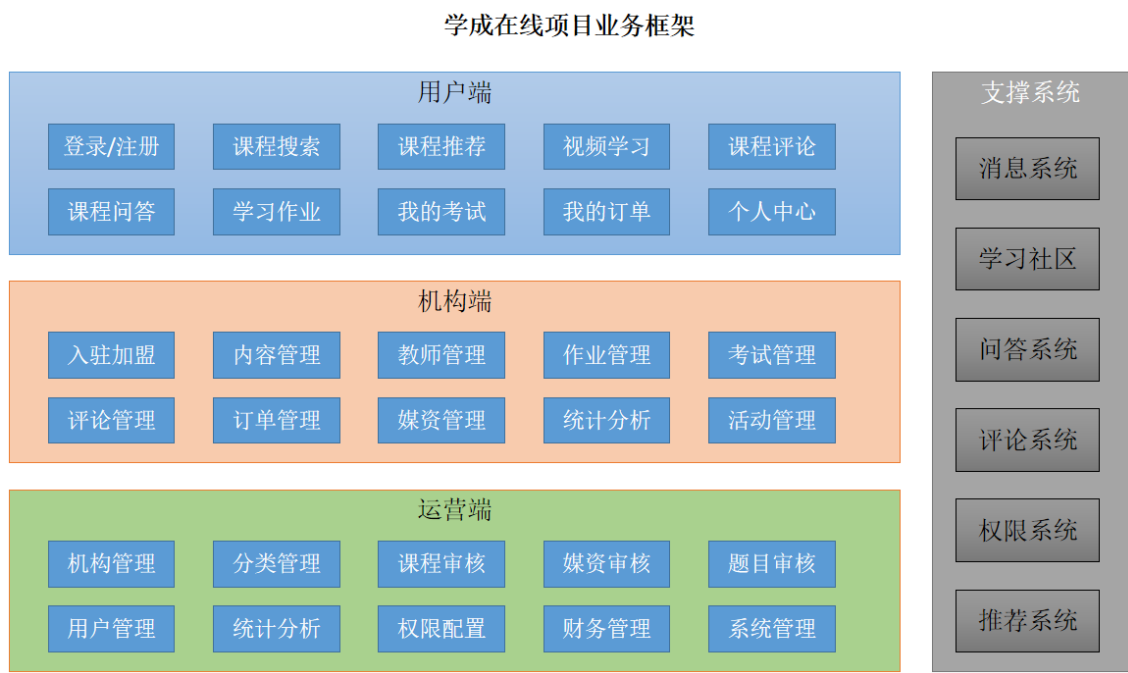 学成在线项目业务框架
用户端
登录/注册
课程搜索
课程推荐
视频学习
课程评论
课程问答
学习作业
我的考试
我的订单
个人中心
机构端
入驻加盟
内容管理
教师管理
作业管理
考试管理
评论管理
订单管理
媒资管理
统计分析
活动管理
运营端
机构管理
分类管理
课程审核
媒资审核
题目审核
用户管理
统计分析
权限配置
财务管理
系统管理
支撑系统
消息系统
学习社区
问答系统
评论系统
权限系统
推荐系统